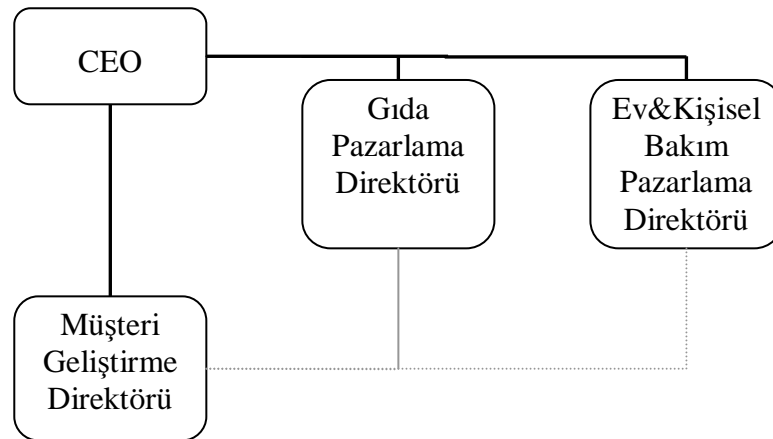 CEO
Gıda
Pazarlama
Direktörü
Ev&Kişisel
Bakım
Pazarlama
Direktörü
Müşteri
Geliştirme
Direktörü